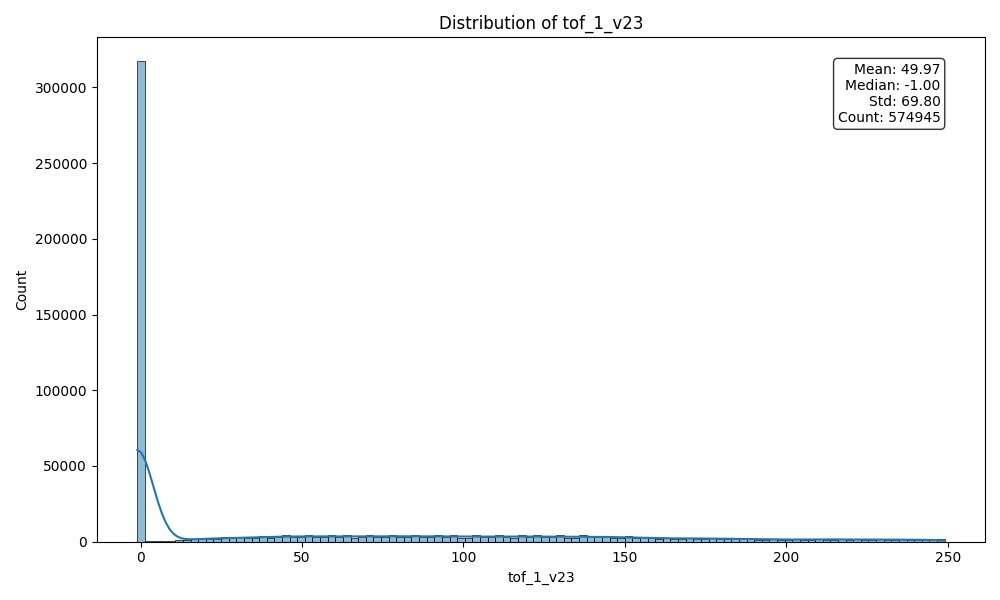 Distribution of tof_1_v23
Mean: 49.97
Median: -1.00
Std: 69.80
Count: 574945
300000
250000
200000
150000
100000
50000
0
Count
0 50 100 150 200 250
tof_1_v23